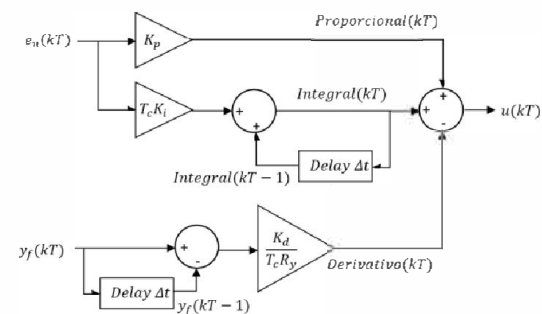 Proporcional(kT)
e_n(kT)
K_p
+
Integral(kT)
T_cK_i
+
+
+
-
u(kT)
Delay Δt
Integral(kT − 1)
K_d
T_cR_y
y_f(kT)
+
-
Derivativo(kT)
Delay Δt
y_f(kT − 1)